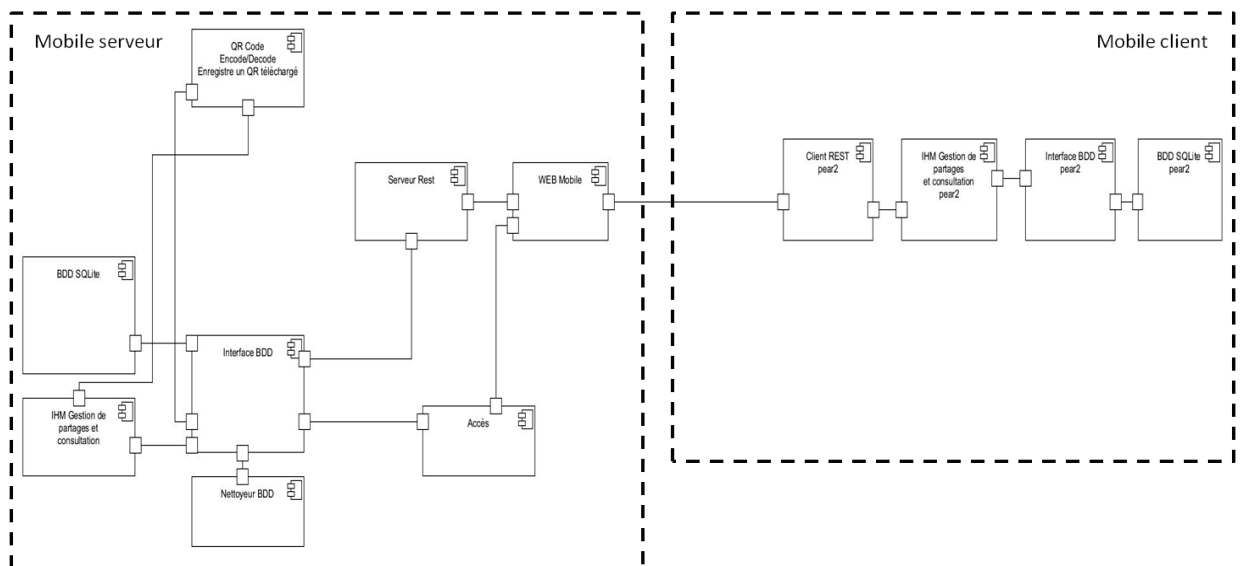 Mobile serveur
QR Code
Encode/Decode
Enregistre un QR téléchargé
Serveur Rest
WEB Mobile
BDD SQLite
Interface BDD
IHM Gestion de
partages et
consultation
Accès
Nettoyeur BDD
Mobile client
Client REST
pear2
IHM Gestion de
partages
et consultation
pear2
Interface BDD
pear2
BDD SQLite
pear2